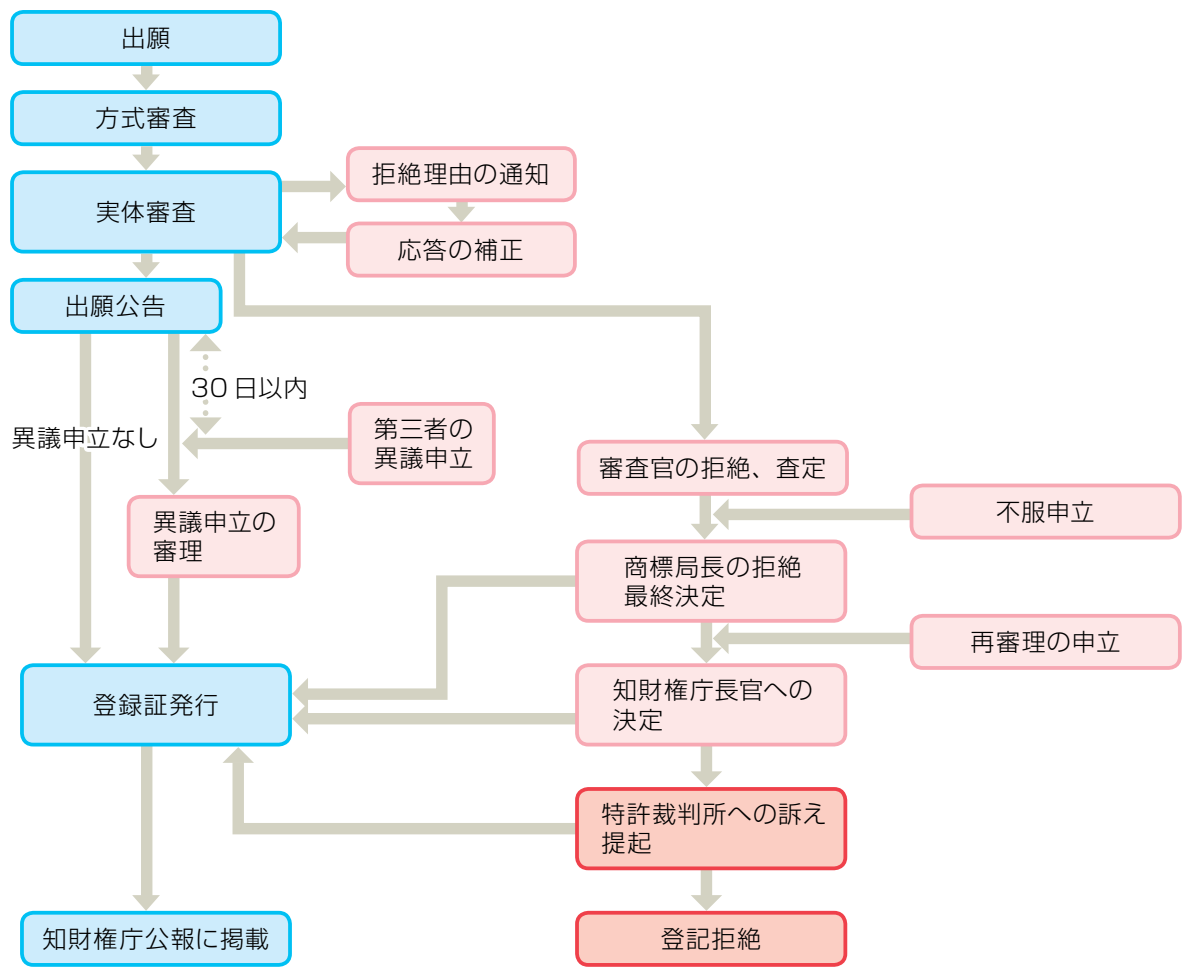 出願
方式審査
実体審査
拒絶理由の通知
応答の補正
出願公告
30日以内
異議申立なし
第三者の
異議申立
異議申立の
審理
審査官の拒絶、査定
不服申立
商標局長の拒絶
最終決定
再審理の申立
知財権庁長官への
決定
登録証発行
特許裁判所への訴え
提起
知財権庁公報に掲載
登記拒絶